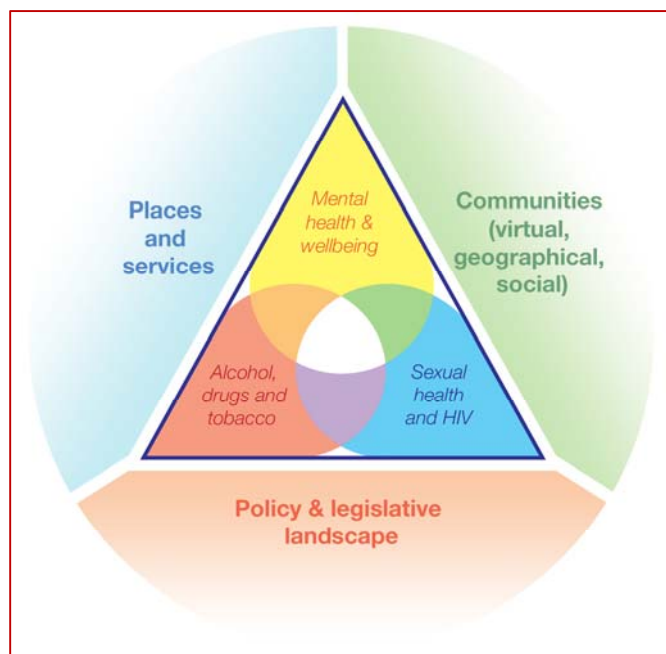 Mental
health &
wellbeing
Places
and
services
Communities
(virtual,
geographical,
social)
Alcohol,
drugs and
tobacco
Sexual
health
and HIV
Policy & legislative
landscape